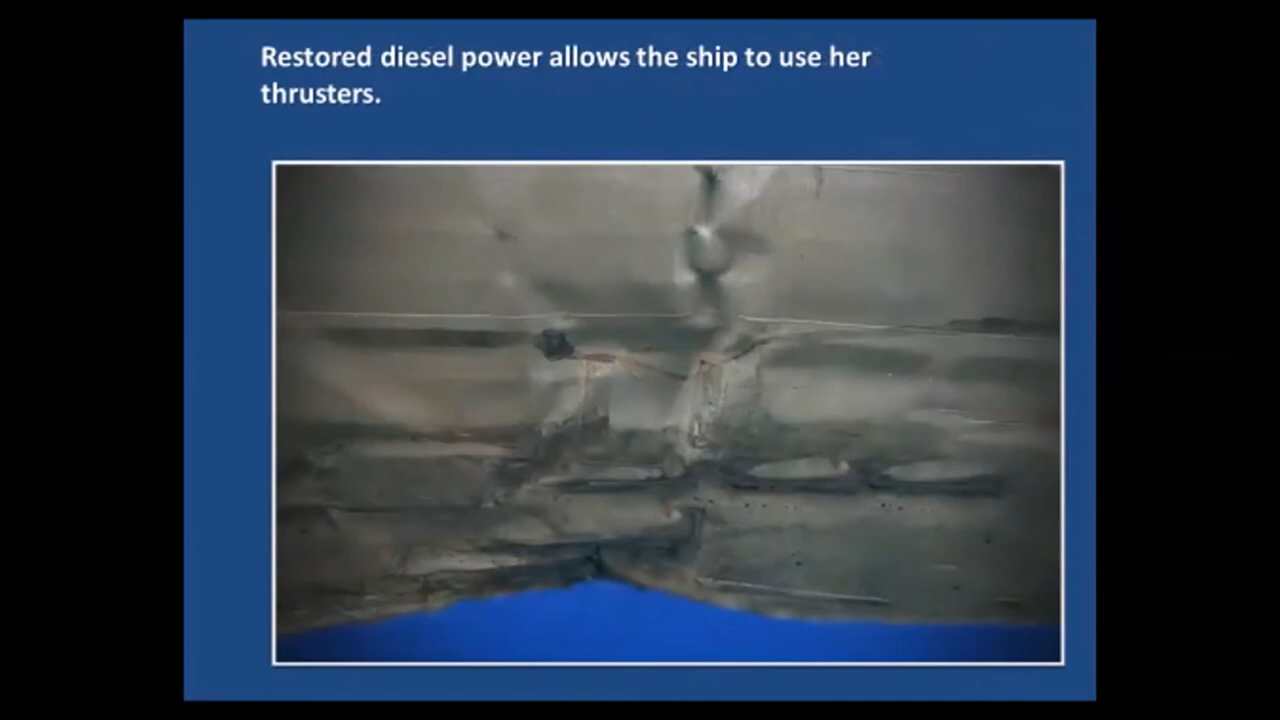 Restored diesel power allows the ship to use her
thrusters.